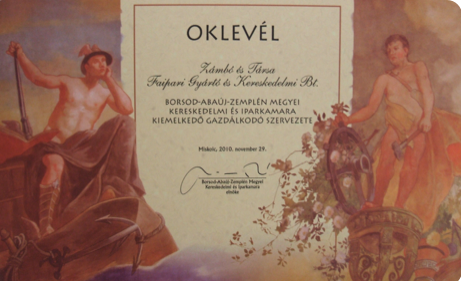 OKLEVÉL
Zámbó és Társa
Faipari Gyártó és Kereskedelmi Bt.
BORSOD-ABAÚJ-ZEMPLÉN MEGYEI
KERESKEDELMI ÉS IPARKAMARA
KIEMELKEDŐ GAZDÁLKODÓ SZERVEZETE
Miskolc, 2010. november 29.
Borsod-Abaúj-Zemplén Megyei
Kereskedelmi és Iparkamara
elnöke